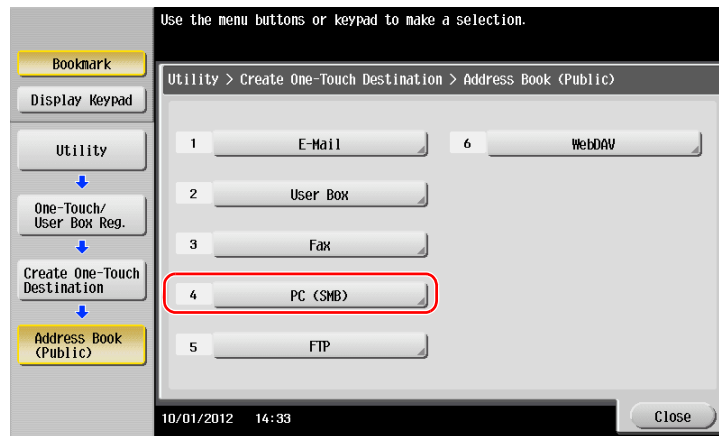 Use the menu buttons or keypad to make a selection.
Bookmark
Display Keypad
Utility
One-Touch/
User Box Reg.
Create One-Touch
Destination
Address Book
(Public)
Utility > Create One-Touch Destination > Address Book (Public)
1 E-Mail
6 WebDAV
2 User Box
3 Fax
4 PC (SMB)
5 FTP
10/01/2012 14:33
Close